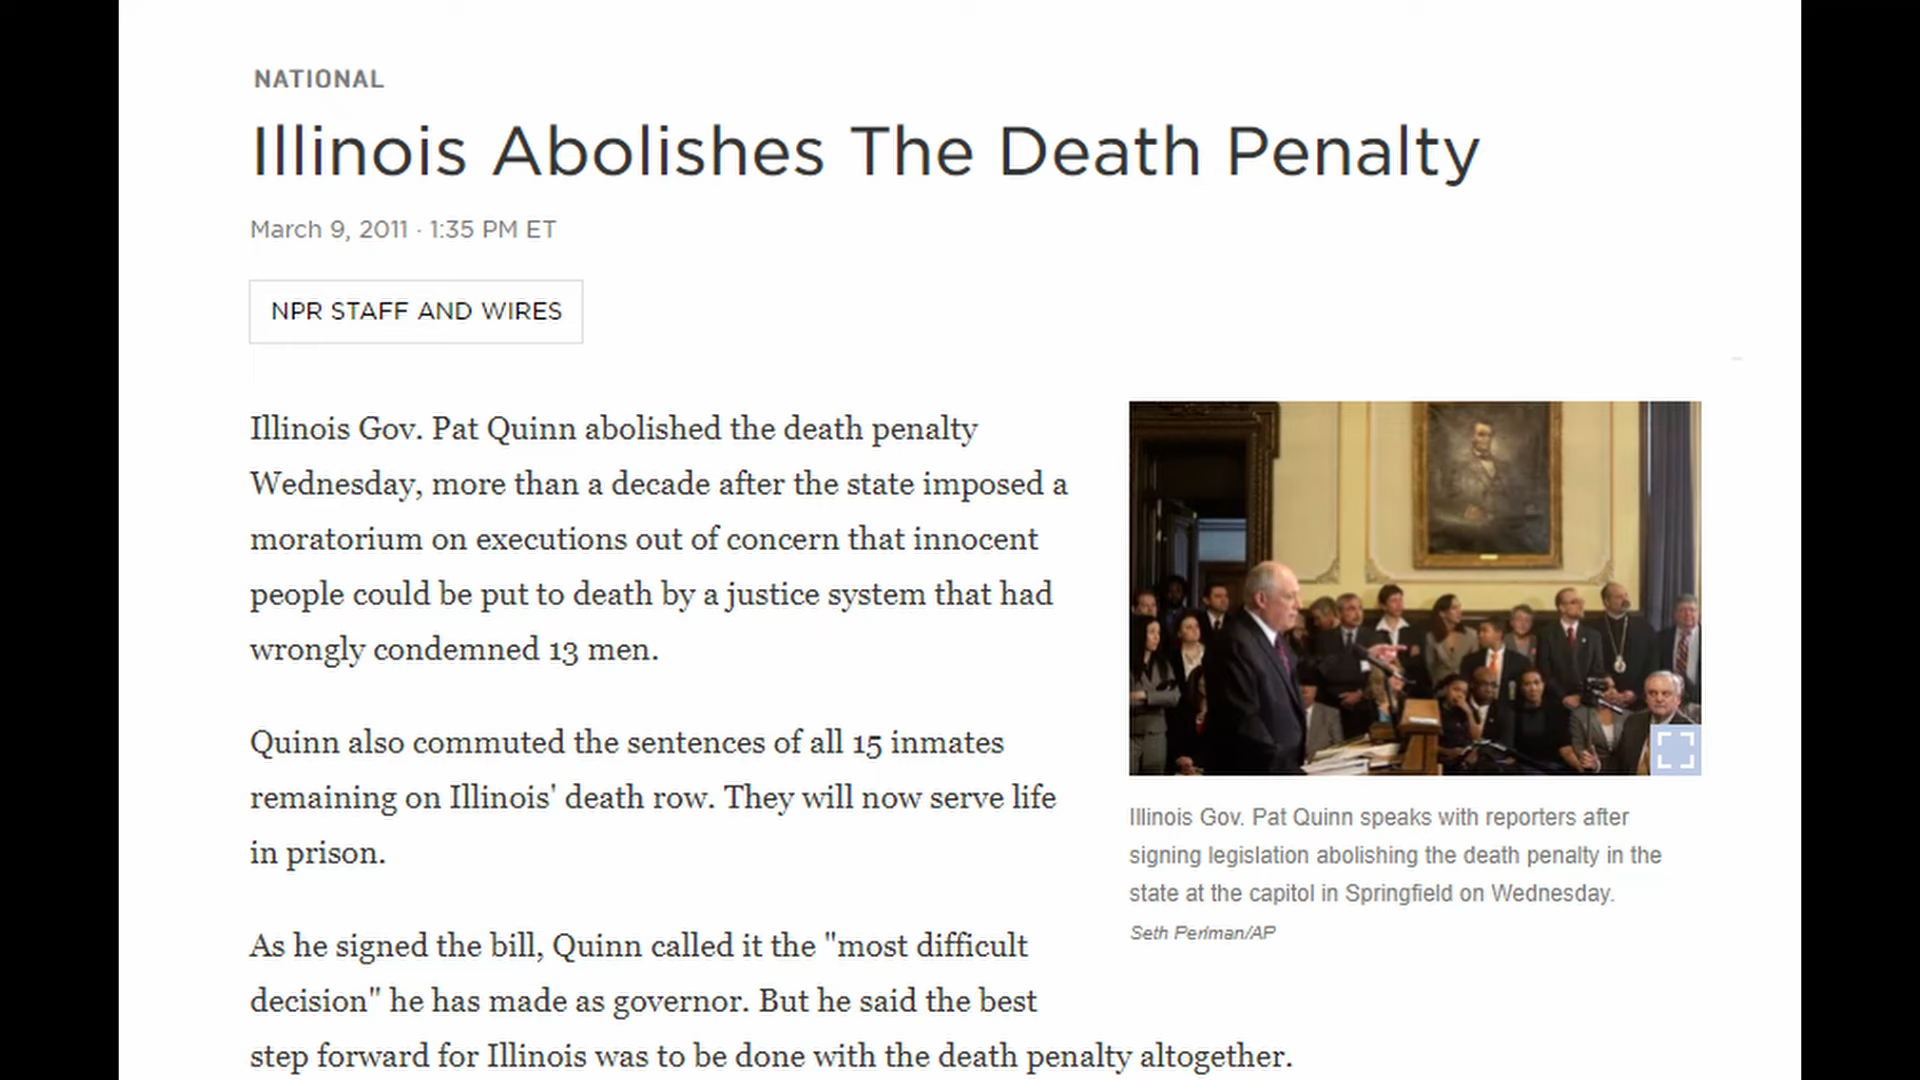 NATIONAL
Illinois Abolishes The Death Penalty
March 9, 2011 · 1:35 PM ET
NPR STAFF AND WIRES
Illinois Gov. Pat Quinn abolished the death penalty
Wednesday, more than a decade after the state imposed a
moratorium on executions out of concern that innocent
people could be put to death by a justice system that had
wrongly condemned 13 men.
Quinn also commuted the sentences of all 15 inmates
remaining on Illinois' death row. They will now serve life
in prison.
As he signed the bill, Quinn called it the "most difficult
decision" he has made as governor. But he said the best
step forward for Illinois was to be done with the death penalty altogether.
Illinois Gov. Pat Quinn speaks with reporters after
signing legislation abolishing the death penalty in the
state at the capitol in Springfield on Wednesday.
Seth Perlman/AP